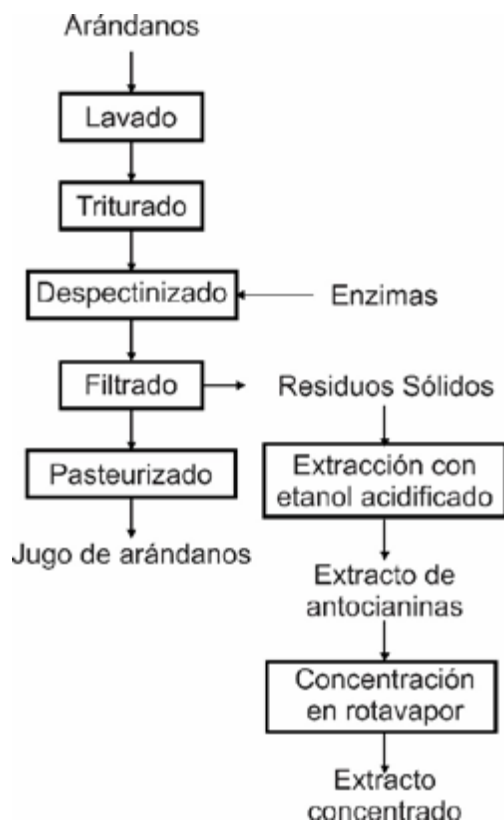 Arándanos
Lavado
Triturado
Despectinizado
Enzimas
Filtrado
Residuos Sólidos
Pasteurizado
Extracción con
etanol acidificado
Jugo de arándanos
Extracto de
antocianinas
Concentración
en rotavapor
Extracto
concentrado